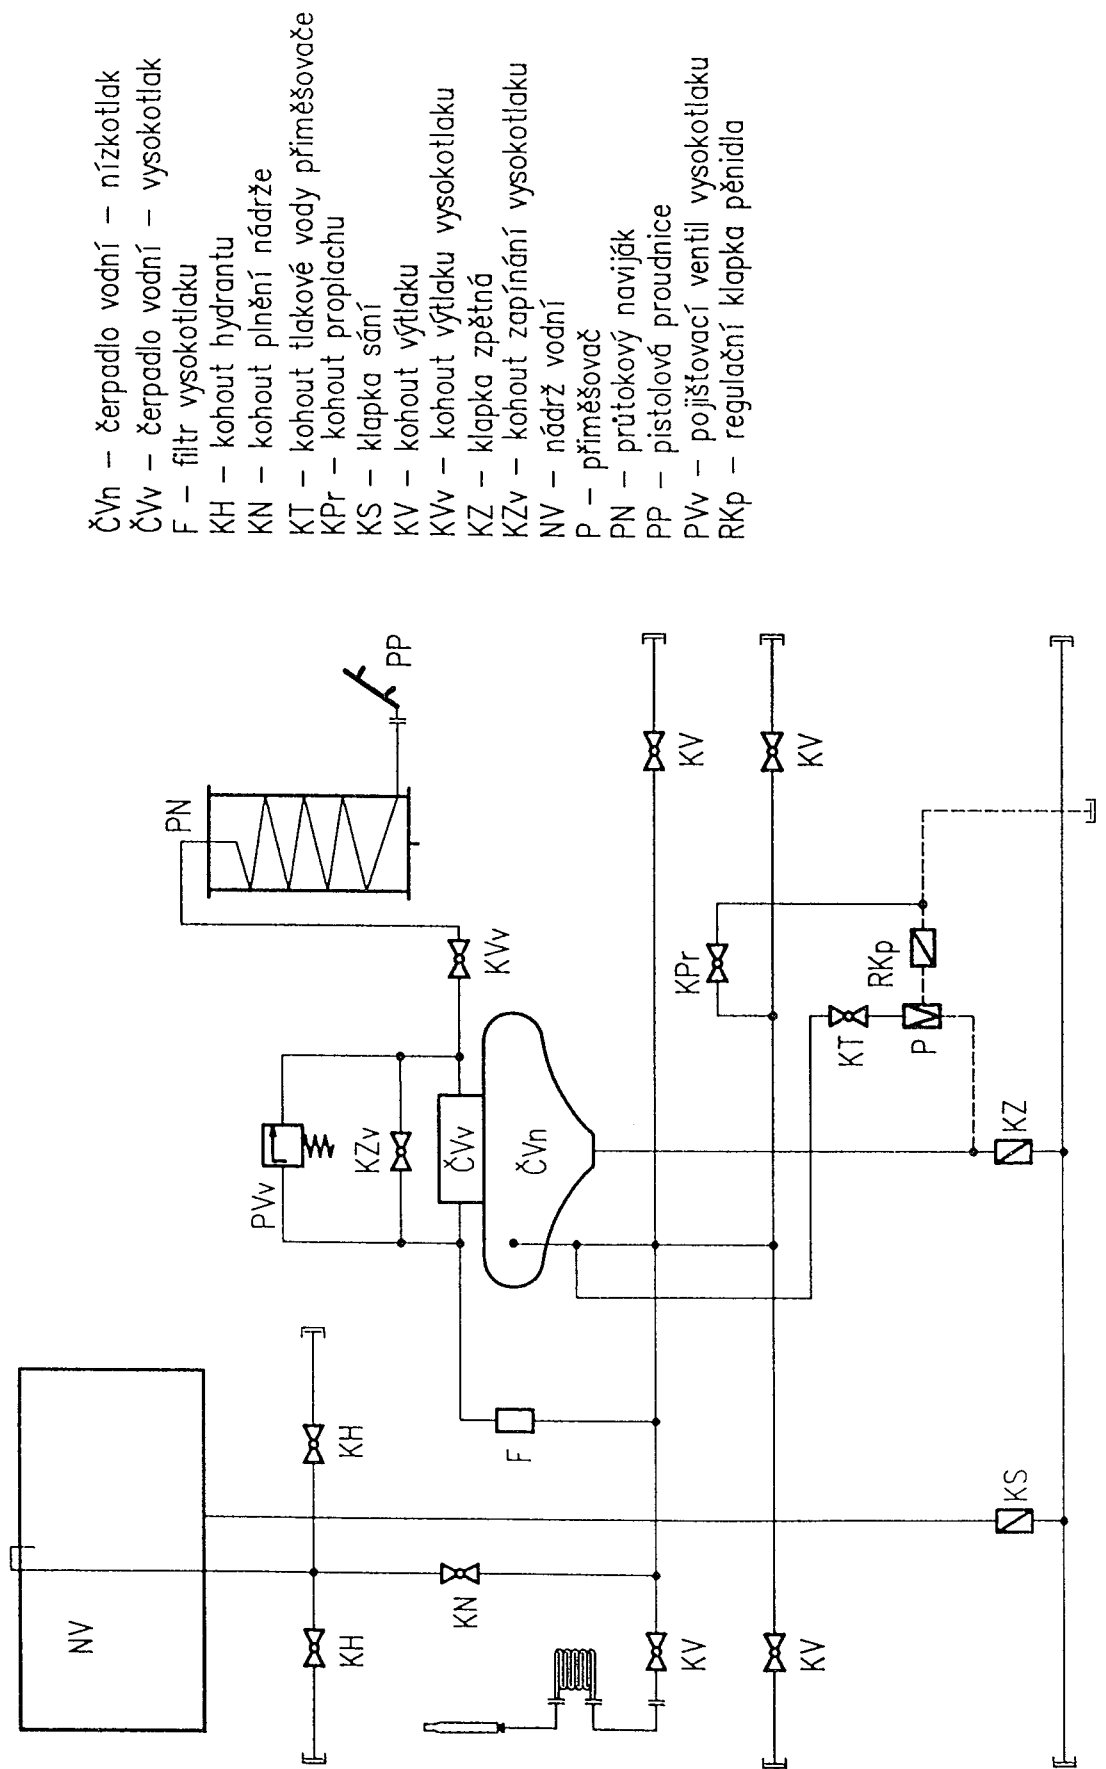 ČVn – čerpadlo vodní – nízkotlak
ČVv – čerpadlo vodní – vysokotlak
F – filtr vysokotlaku
KH – kohout hydrantu
KN – kohout plnění nádrže
KT – kohout tlakové vody přiměšovače
KPr – kohout proplachu
KS – klapka sání
KV – kohout výtlaku
KVv – kohout výtlaku vysokotlaku
KZ – klapka zpětná
KZv – kohout zapínání vysokotlaku
NV – nádrž vodní
P – přiměšovač
PN – průtokový naviják
PP – pistolová proudnice
PVv – pojišťovací ventil vysokotlaku
RKp – regulační klapka pěnidla
NV
KH
KH
KN
F
PVv
KZv
ČVv
ČVn
KVv
PN
PP
KV
KV
KV
KV
KPr
RKp
KT
P
KS
KZ